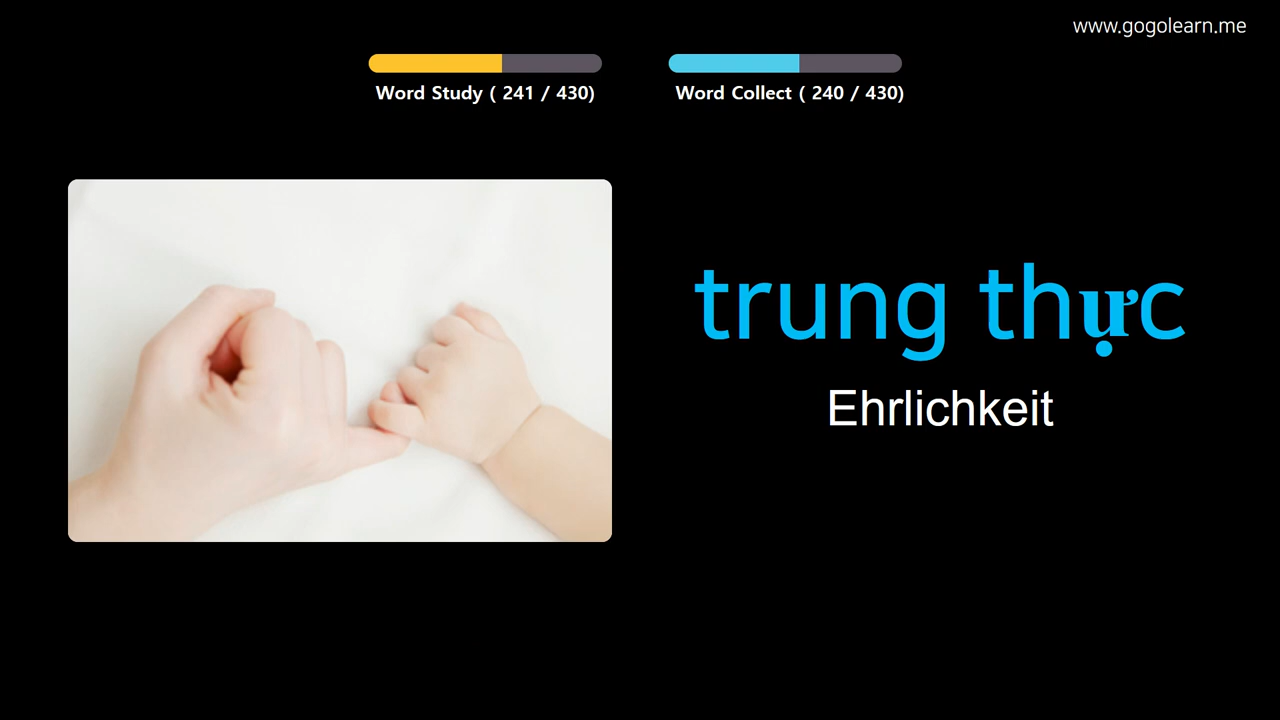 www.gogolearn.me
Word Study ( 241 / 430)
Word Collect ( 240 / 430)
trung thực
Ehrlichkeit